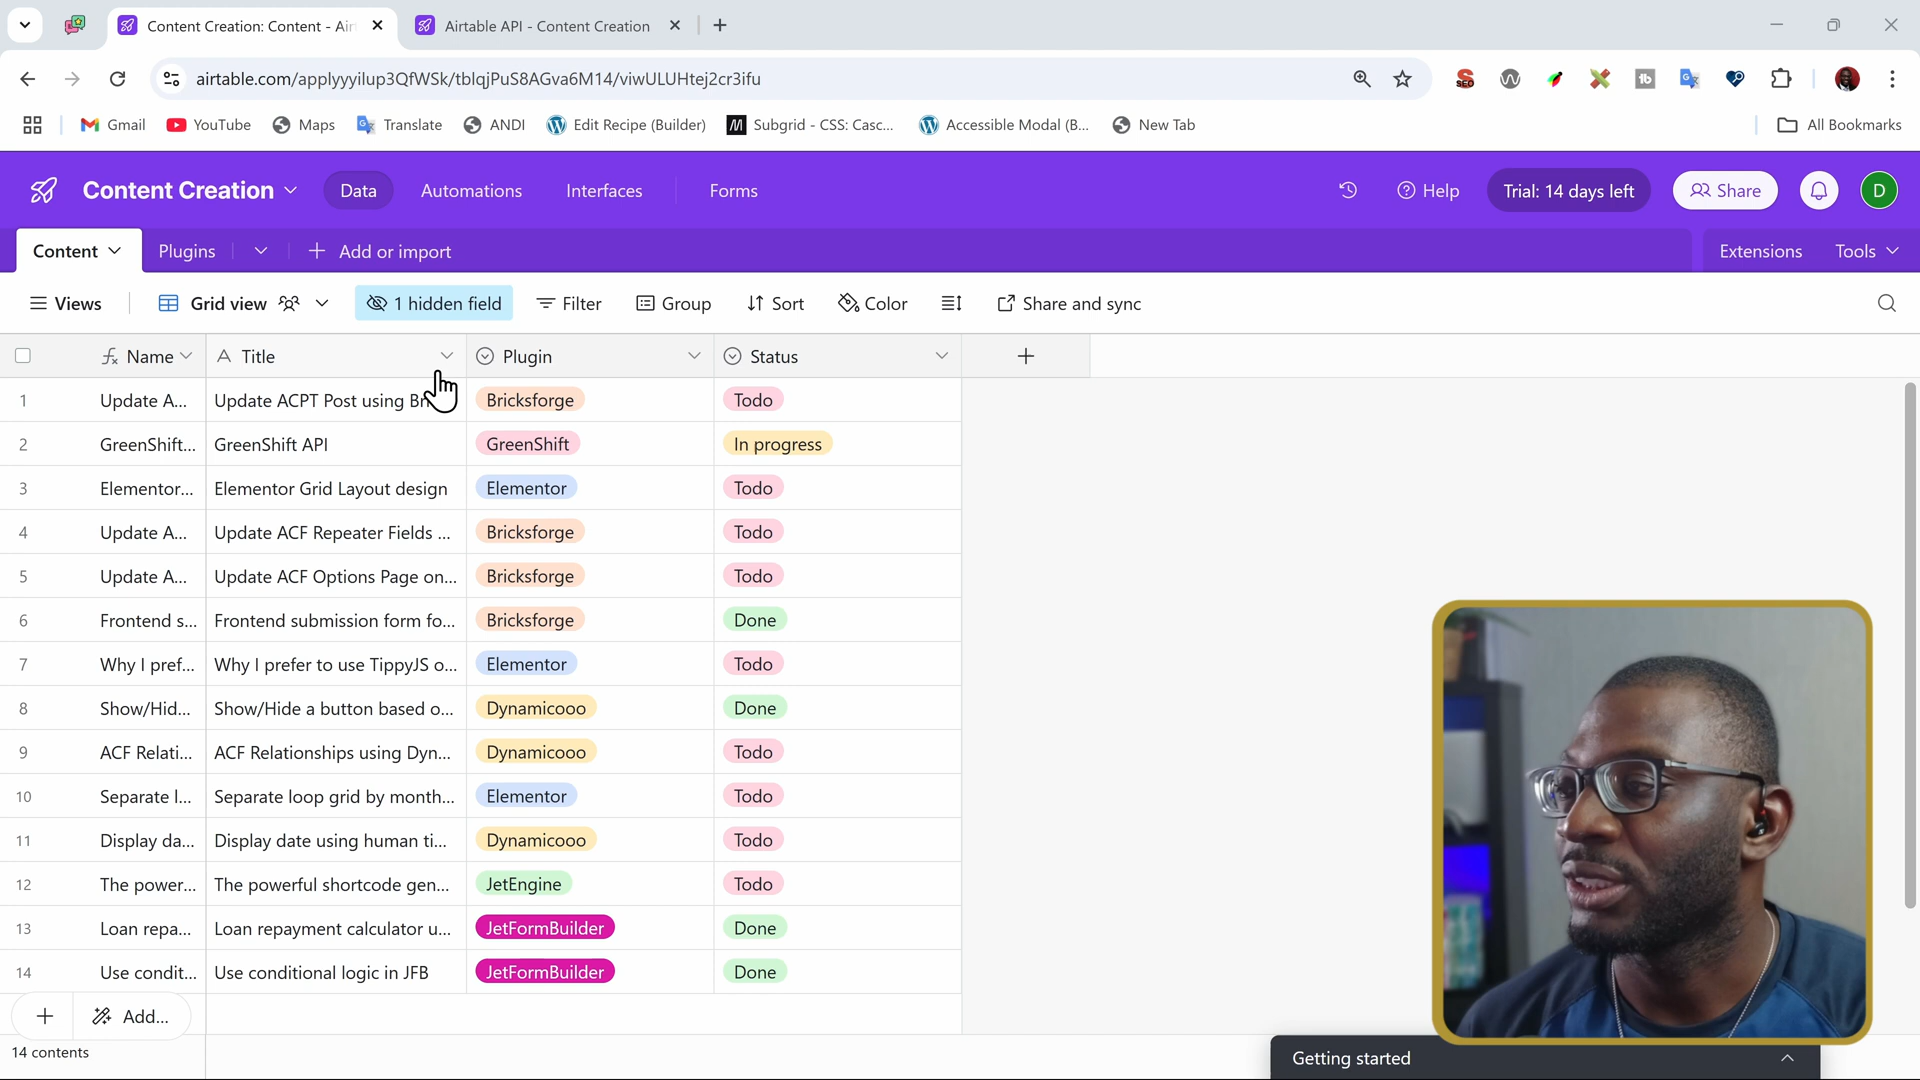 Content Creation: Content - Air
Airtable API - Content Creation
airtable.com/applyyyilup3QfWSk/tblqjPuS8AGva6M14/viwULUHtej2cr3ifu
SEO
tb
Gmail
YouTube
Maps
Translate
ANDI
Edit Recipe (Builder)
Subgrid - CSS: Casc...
Accessible Modal (B...
New Tab
All Bookmarks
Content Creation
Data
Automations
Interfaces
Forms
Help
Trial: 14 days left
Share
D
Content
Plugins
Add or import
Extensions
Tools
Views
Grid view
1 hidden field
Filter
Group
Sort
Color
Share and sync
Name Title Plugin Status
1 Update A... Update ACPT Post using Br Bricksforge Todo
2 GreenShift... GreenShift API GreenShift In progress
3 Elementor... Elementor Grid Layout design Elementor Todo
4 Update A... Update ACF Repeater Fields ... Bricksforge Todo
5 Update A... Update ACF Options Page on... Bricksforge Todo
6 Frontend s... Frontend submission form fo... Bricksforge Done
7 Why I pref... Why I prefer to use TippyJS o... Elementor Todo
8 Show/Hid... Show/Hide a button based o... Dynamicooo Done
9 ACF Relati... ACF Relationships using Dyn... Dynamicooo Todo
10 Separate l... Separate loop grid by month... Elementor Todo
11 Display da... Display date using human ti... Dynamicooo Todo
12 The power... The powerful shortcode gen... JetEngine Todo
13 Loan repa... Loan repayment calculator u... JetFormBuilder Done
14 Use condit... Use conditional logic in JFB JetFormBuilder Done
Add...
14 contents
Getting started